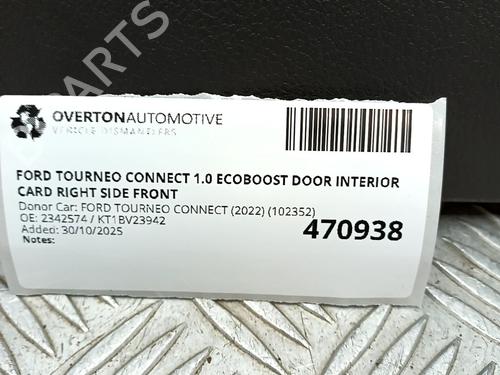 PARTS
OVERTONAUTOMOTIVE
VEHICLE DISMANTLERS
FORD TOURNEO CONNECT 1.0 ECOBOOST DOOR INTERIOR
CARD RIGHT SIDE FRONT
Donor Car: FORD TOURNEO CONNECT (2022) (102352)
OE: 2342574 / KT1BV23942
Added: 30/10/2025
Notes:
470938